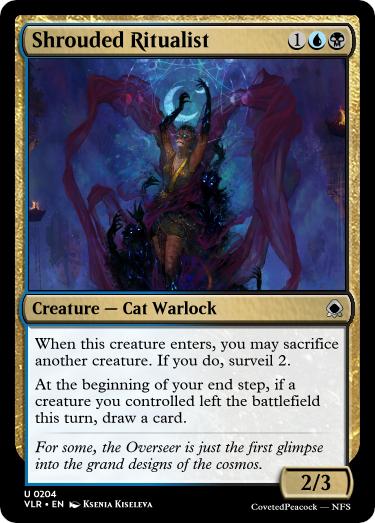 Shrouded Ritualist 1
Creature — Cat Warlock
When this creature enters, you may sacrifice
another creature. If you do, surveil 2.
At the beginning of your end step, if a
creature you controlled left the battlefield
this turn, draw a card.
For some, the Overseer is just the first glimpse
into the grand designs of the cosmos.
2/3
U 0204
VLR • EN Ksenia Kiseleva
CovetedPeacock — NFS